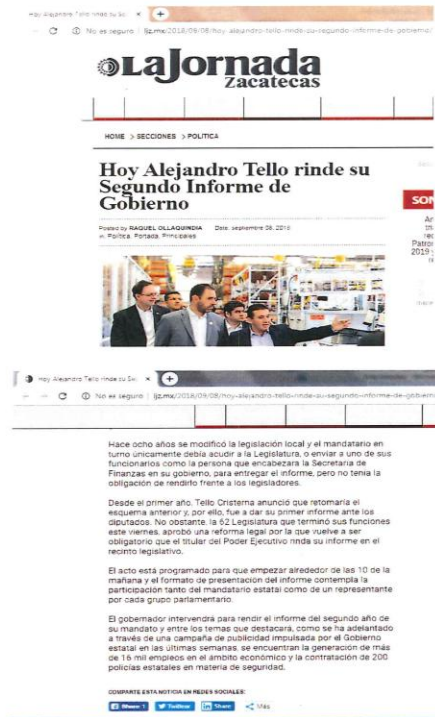 Hoy Alejandro Tello rinde su Se
No es seguro | ljz.mx/2018/09/08/hoy-alejandro-tello-rinde-su-segundo-informe-de-gobierno/
LaJornada
Zacatecas
HOME > SECCIONES > POLITICA
Hoy Alejandro Tello rinde su
Segundo Informe de
Gobierno
Posted by RAQUEL OLLAQUINDIA Date: septiembre 08, 2018
in: Política, Portada, Principales
SON
Patro
2019
Hoy Alejandro Tello rinde su Se
No es seguro | ljz.mx/2018/09/08/hoy-alejandro-tello-rinde-su-segundo-informe-de-gobierno
Hace ocho años se modificó la legislación local y el mandatario en
turno únicamente debía acudir a la Legislatura, o enviar a uno de sus
funcionarios como la persona que encabezara la Secretaria de
Finanzas en su gobierno, para entregar el informe, pero no tenía la
obligación de rendirlo frente a los legisladores.
Desde el primer año, Tello Cristerna anunció que retomaría el
esquema anterior y, por ello, fue a dar su primer informe ante los
diputados. No obstante, la 62 Legislatura que terminó sus funciones
este viernes, aprobó una reforma legal por la que vuelve a ser
obligatorio que el titular del Poder Ejecutivo rinda su informe en el
recinto legislativo.
El acto está programado para que empezar alrededor de las 10 de la
mañana y el formato de presentación del informe contempla la
participación tanto del mandatario estatal como de un representante
por cada grupo parlamentario.
El gobernador intervendrá para rendir el informe del segundo año de
su mandato y entre los temas que destacará, como se ha adelantado
a través de una campaña de publicidad impulsada por el Gobierno
estatal en las últimas semanas, se encuentran la generación de más
de 16 mil empleos en el ámbito económico y la contratación de 200
policías estatales en materia de seguridad.
COMPARTE ESTA NOTICIA EN REDES SOCIALES:
Share 1 Twittear Share Más